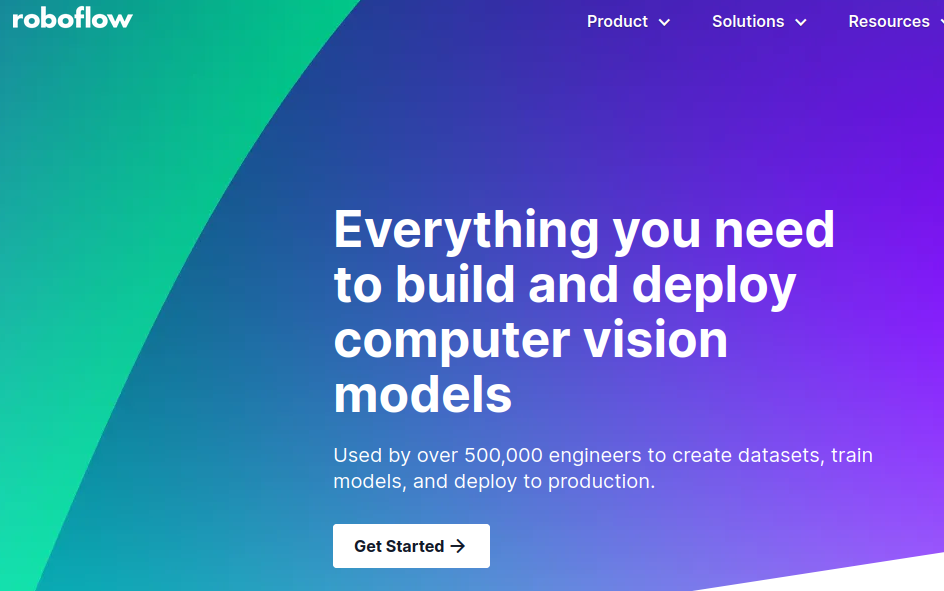 roboflow
Product
Solutions
Resources
Everything you need
to build and deploy
computer vision
models
Used by over 500,000 engineers to create datasets, train
models, and deploy to production.
Get Started →